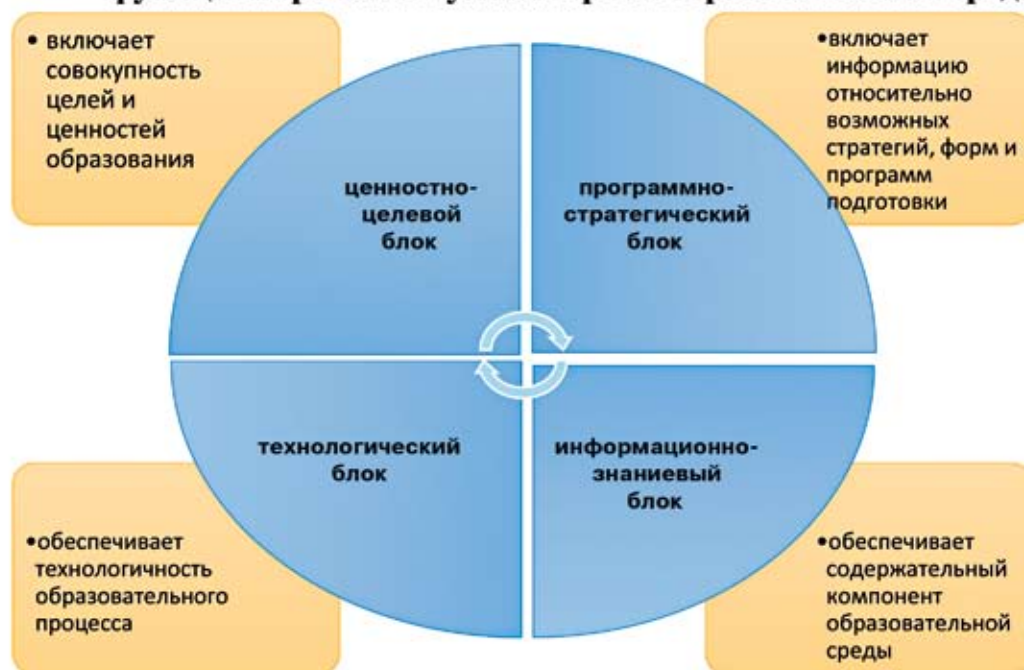 • включает
совокупность
целей и
ценностей
образования
•включает
информацию
относительно
возможных
стратегий, форм и
программ
подготовки
ценностно-
целевой
блок
программно-
стратегический
блок
технологический
блок
информационно-
знаниевый
блок
•обеспечивает
технологичность
образовательного
процесса
•обеспечивает
содержательный
компонент
образовательной
среды